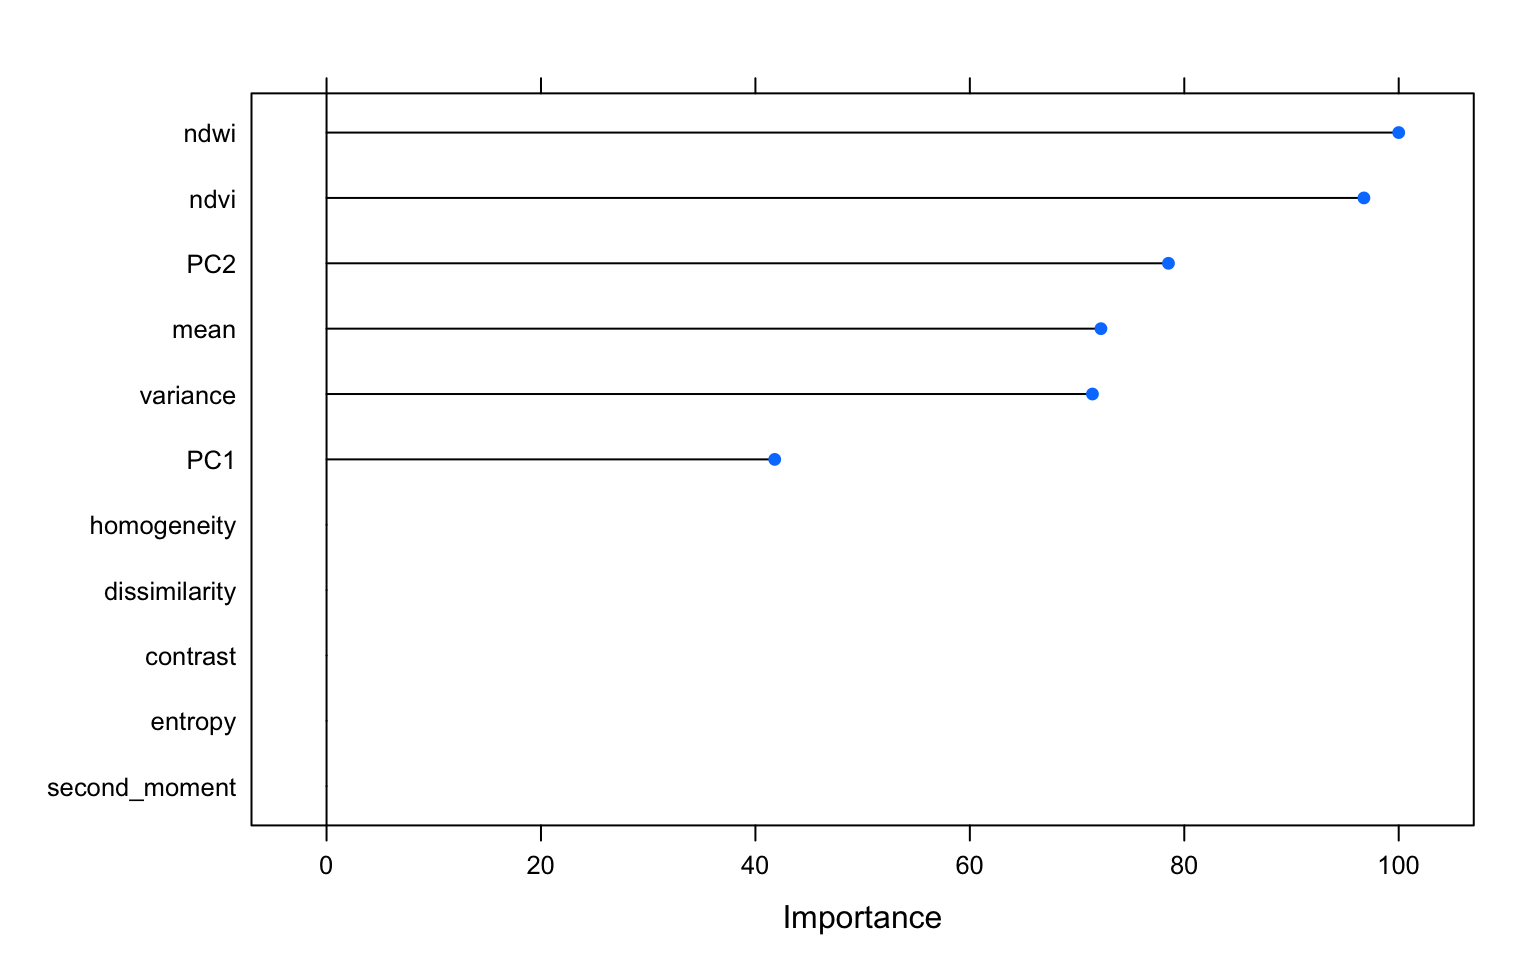 ndwi
ndvi
PC2
mean
variance
PC1
homogeneity
dissimilarity
contrast
entropy
second_moment
0 20 40 60 80 100
Importance